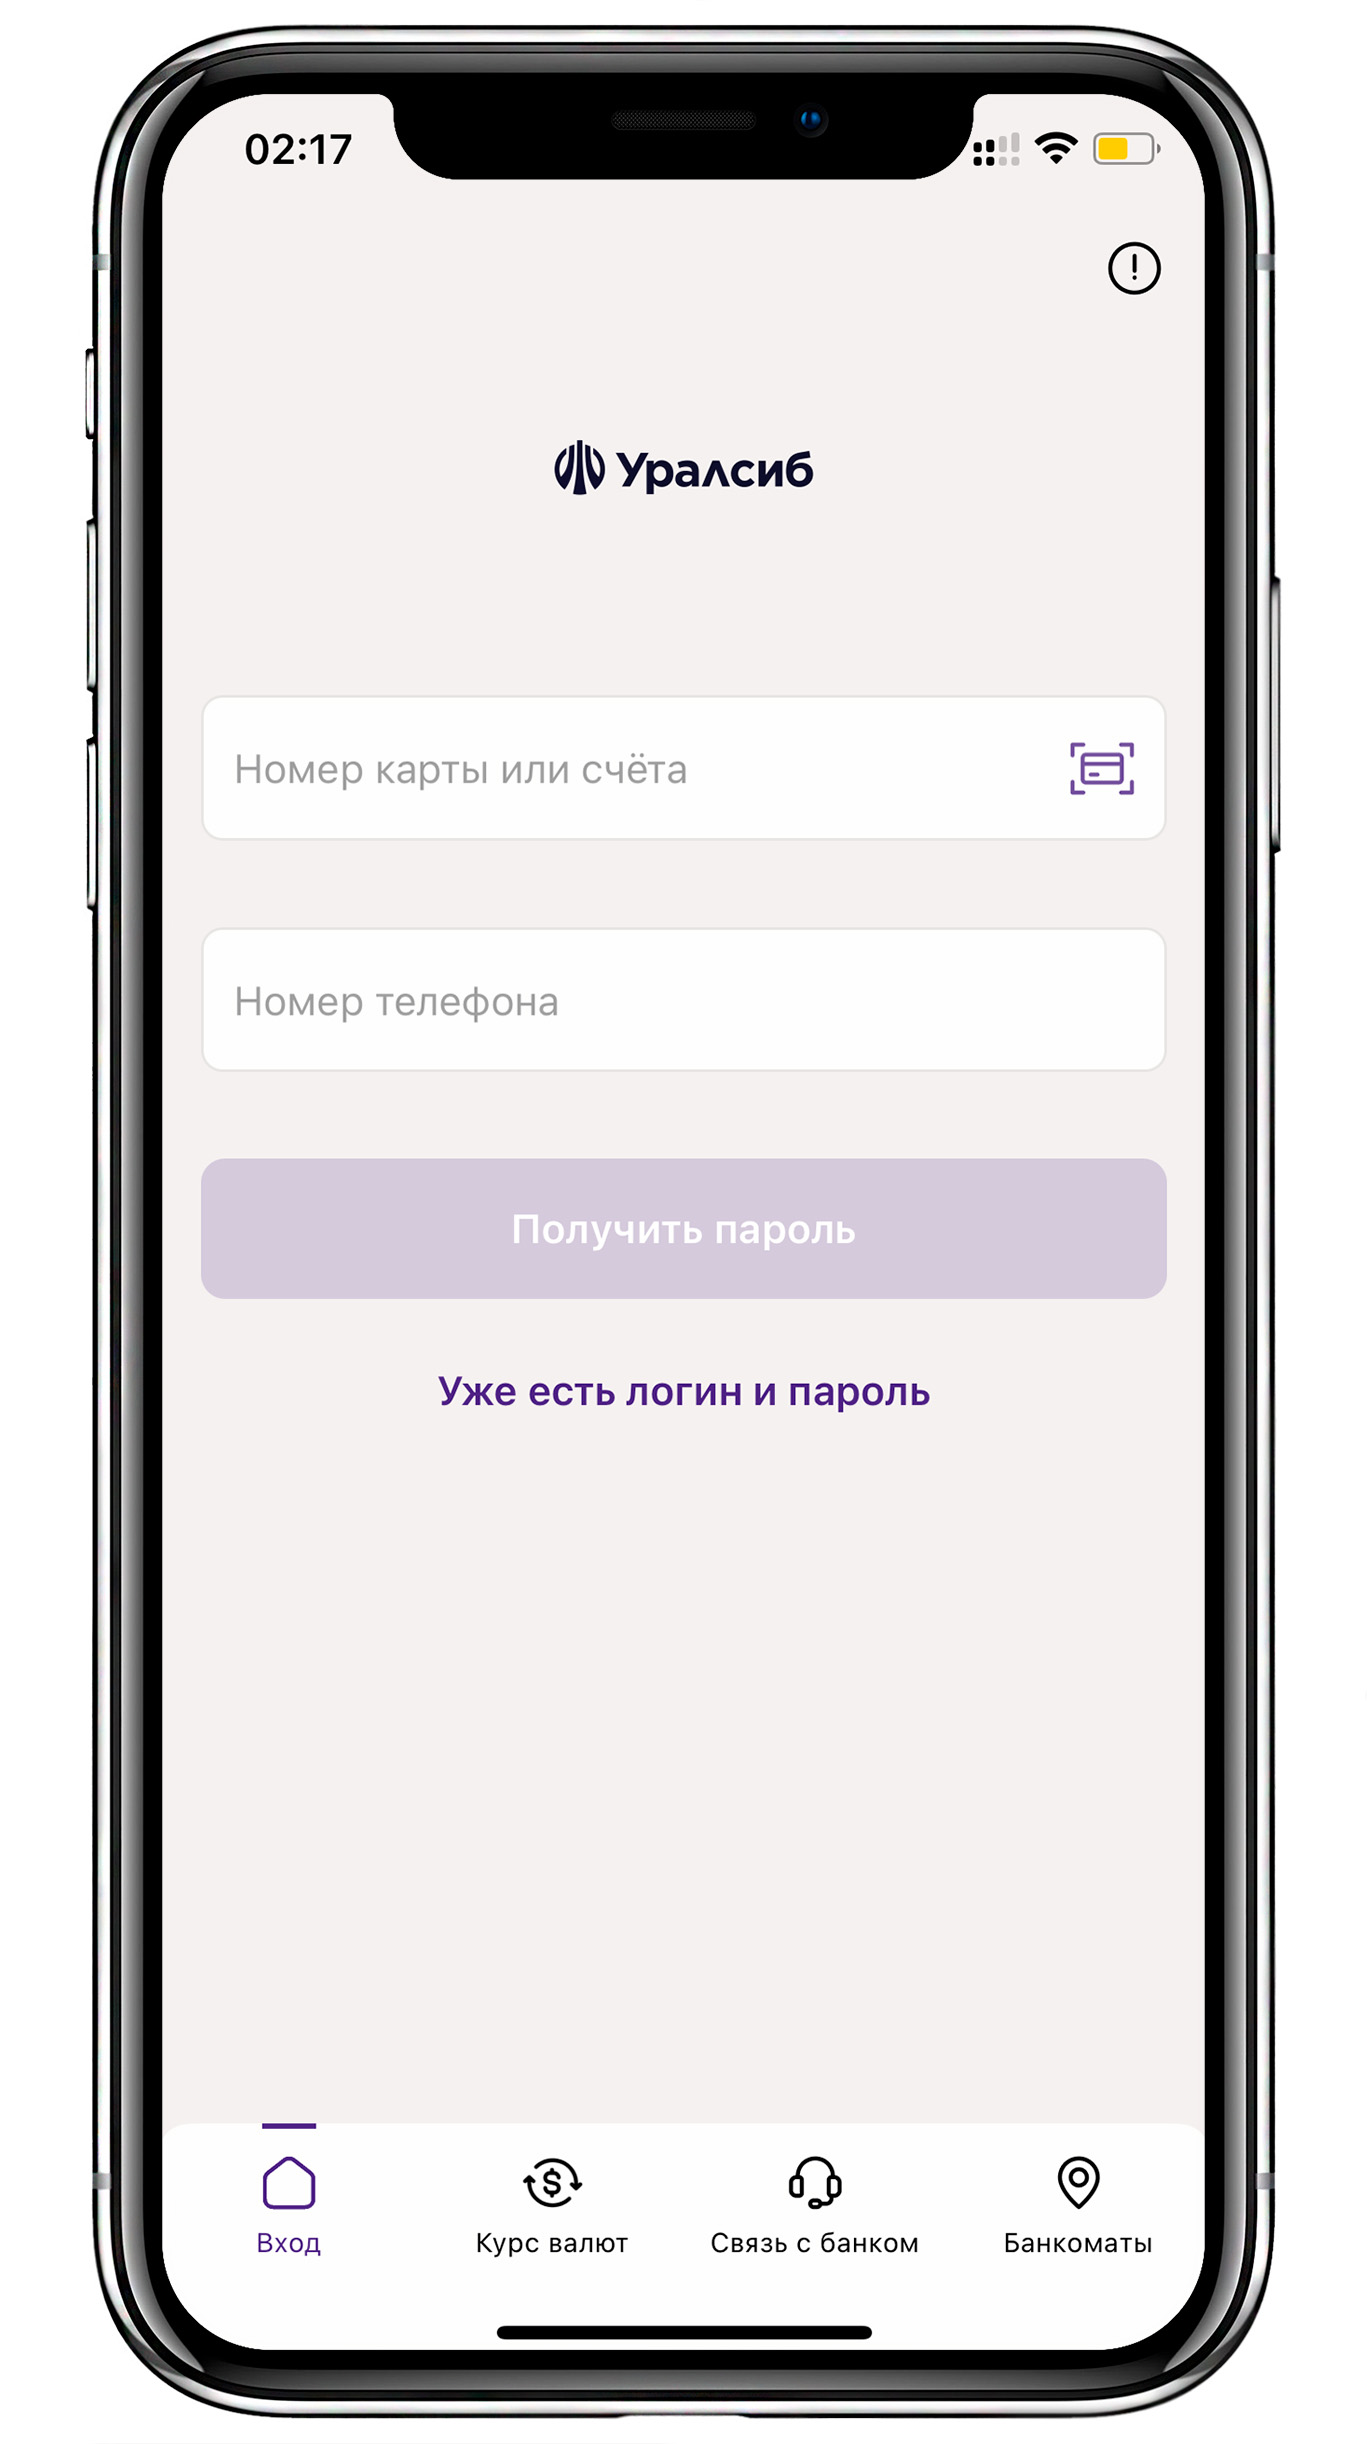 02:17
Уралсиб
Номер карты или счёта
Номер телефона
Получить пароль
Уже есть логин и пароль
Вход
Курс валют
Связь с банком
Банкоматы